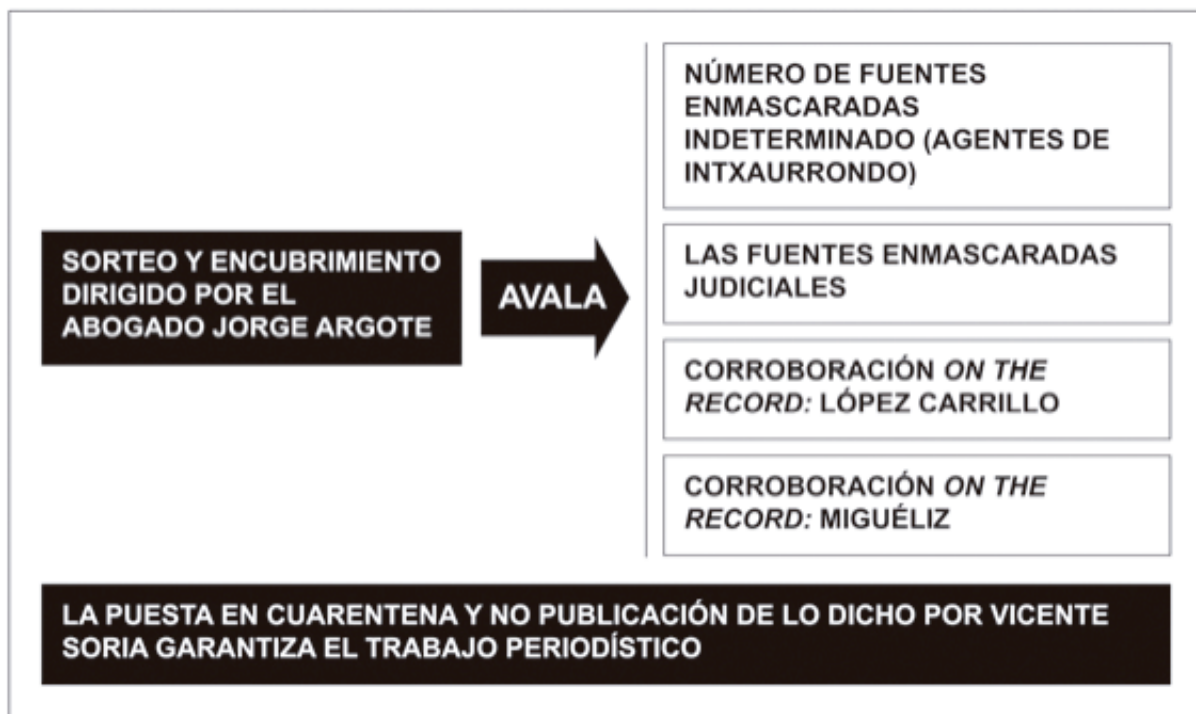 SORTEO Y ENCUBRIMIENTO
DIRIGIDO POR EL
ABOGADO JORGE ARGOTE
AVALA
NÚMERO DE FUENTES
ENMASCARADAS
INDETERMINADO (AGENTES DE
INTXAURRONDO)
LAS FUENTES ENMASCARADAS
JUDICIALES
CORROBORACIÓN ON THE
RECORD: LÓPEZ CARRILLO
CORROBORACIÓN ON THE
RECORD: MIGUÉLIZ
LA PUESTA EN CUARENTENA Y NO PUBLICACIÓN DE LO DICHO POR VICENTE
SORIA GARANTIZA EL TRABAJO PERIODÍSTICO